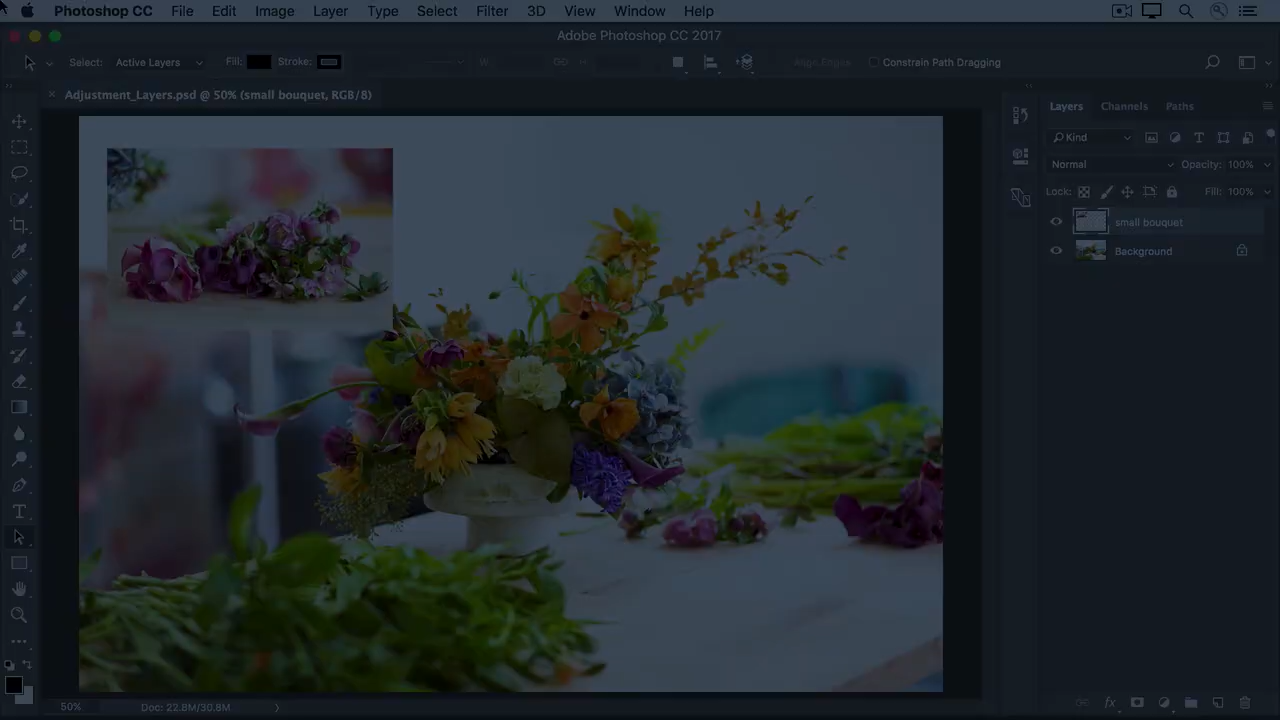 Photoshop CC File Edit Image Layer Type Select Filter 3D View Window Help
Adobe Photoshop CC 2017
Select: Active Layers Fill: Stroke: W Align Edges Constrain Path Dragging
× Adjustment_Layers.psd @ 50% (small bouquet, RGB/8)
Layers Channels Paths
Kind
Normal Opacity: 100%
Lock: Fill: 100%
small bouquet
Background
50% Doc: 22.8M/30.8M